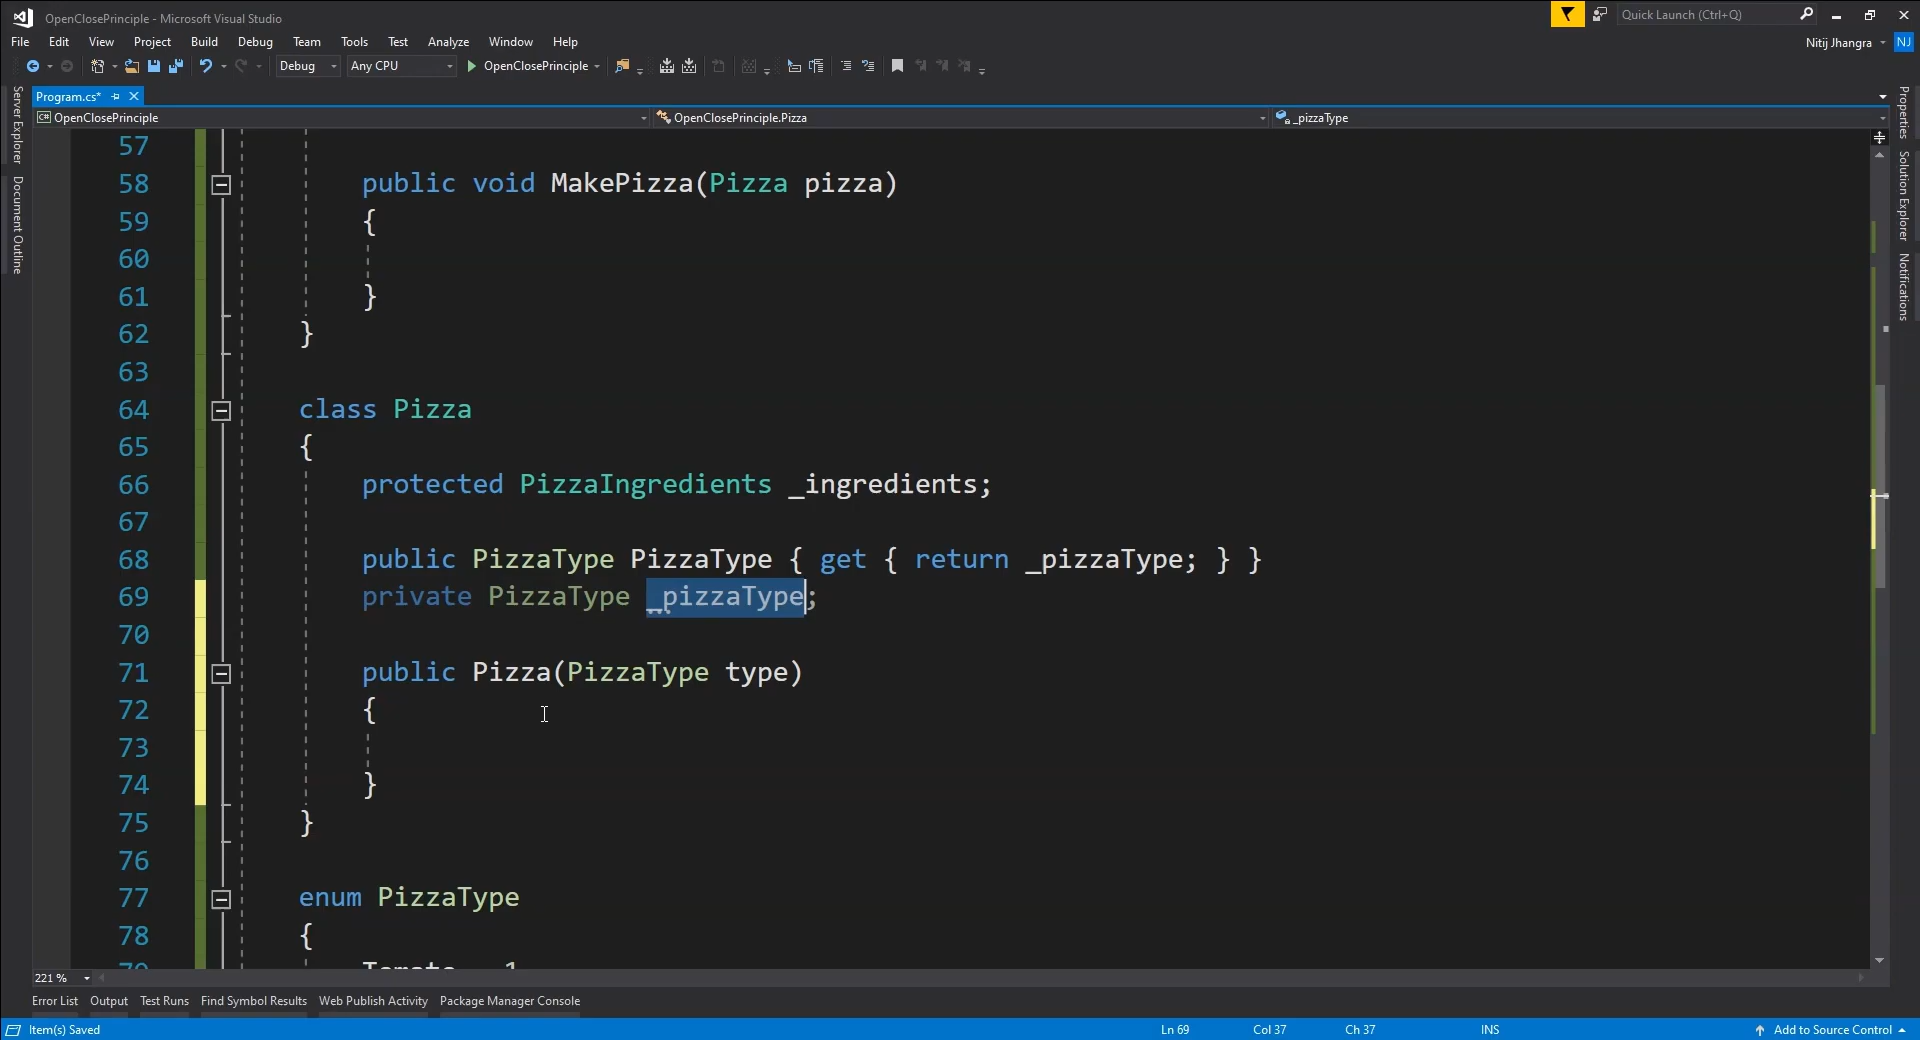 OpenClosePrinciple - Microsoft Visual Studio
Quick Launch (Ctrl+Q)
File Edit View Project Build Debug Team Tools Test Analyze Window Help
Nitij Jhangra NJ
Debug Any CPU OpenClosePrinciple
Server Explorer
Document Outline
Program.cs*
C# OpenClosePrinciple
OpenClosePrinciple.Pizza
_pizzaType
Properties
Solution Explorer
Notifications
57
58 public void MakePizza(Pizza pizza)
59 {
60
61 }
62 }
63
64 class Pizza
65 {
66 protected PizzaIngredients _ingredients;
67
68 public PizzaType PizzaType { get { return _pizzaType; } }
69 private PizzaType _pizzaType;
70
71 public Pizza(PizzaType type)
72 {
73
74 }
75 }
76
77 enum PizzaType
78 {
221 %
Error List Output Test Runs Find Symbol Results Web Publish Activity Package Manager Console
Item(s) Saved
Ln 69 Col 37 Ch 37 INS
Add to Source Control